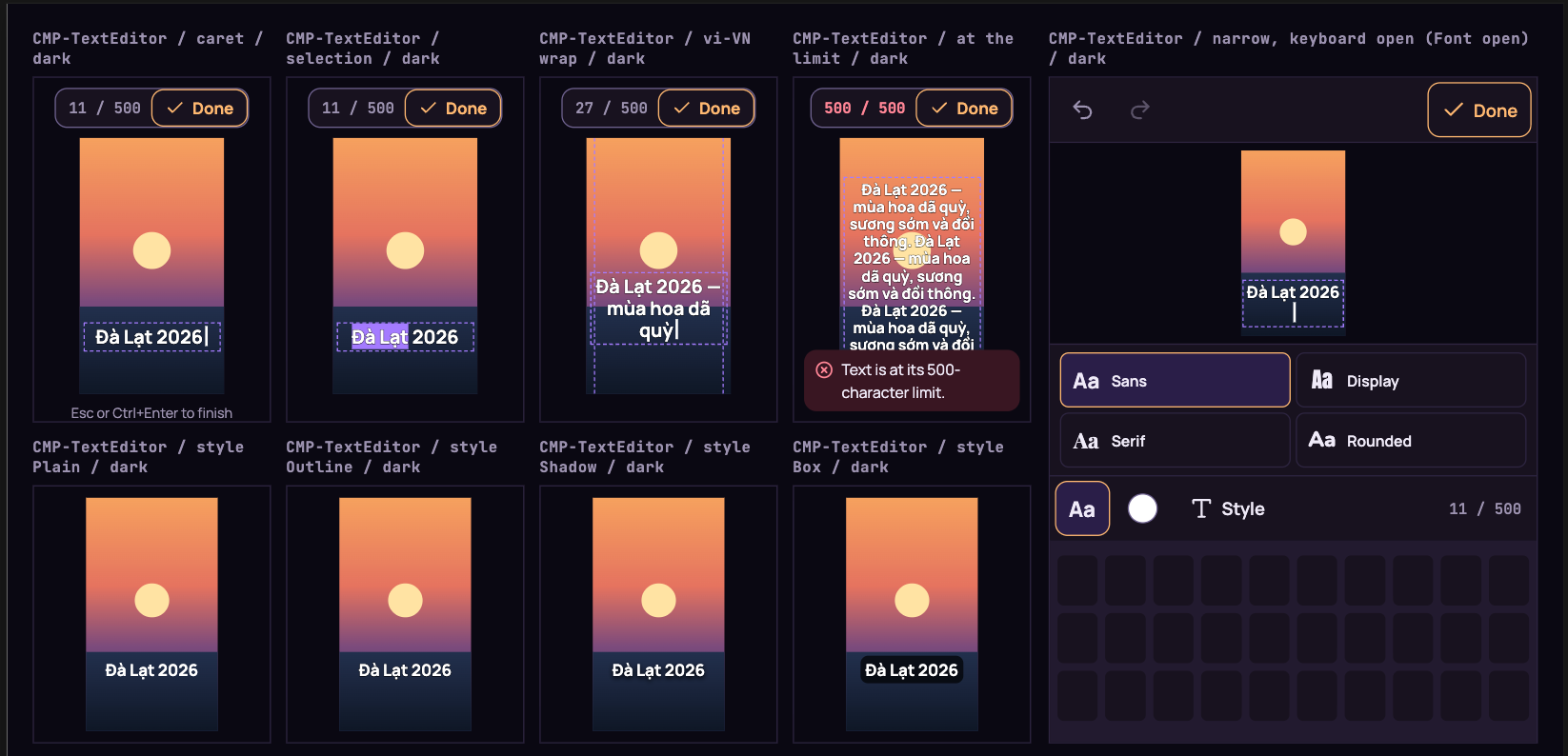 CMP-TextEditor / caret /
dark
CMP-TextEditor /
selection / dark
CMP-TextEditor / vi-VN
wrap / dark
CMP-TextEditor / at the
limit / dark
CMP-TextEditor / narrow, keyboard open (Font open)
/ dark
11 / 500
Done
Đà Lạt 2026
Esc or Ctrl+Enter to finish
11 / 500
Done
Đà Lạt 2026
27 / 500
Done
Đà Lạt 2026 –
mùa hoa dã
quỳ
500 / 500
Done
Đà Lạt 2026 –
mùa hoa dã quỳ,
sương sớm và đồi
thông. Đà Lạt
2026 – mùa hoa
dã quỳ, sương
sớm và đồi thông.
Đà Lạt 2026 –
mùa hoa dã quỳ,
sương sớm và đồi
Text is at its 500-
character limit.
Done
Đà Lạt 2026
Aa Sans
Aa Display
Aa Serif
Aa Rounded
Aa
Style
11 / 500
CMP-TextEditor / style
Plain / dark
CMP-TextEditor / style
Outline / dark
CMP-TextEditor / style
Shadow / dark
CMP-TextEditor / style
Box / dark
Đà Lạt 2026
Đà Lạt 2026
Đà Lạt 2026
Đà Lạt 2026